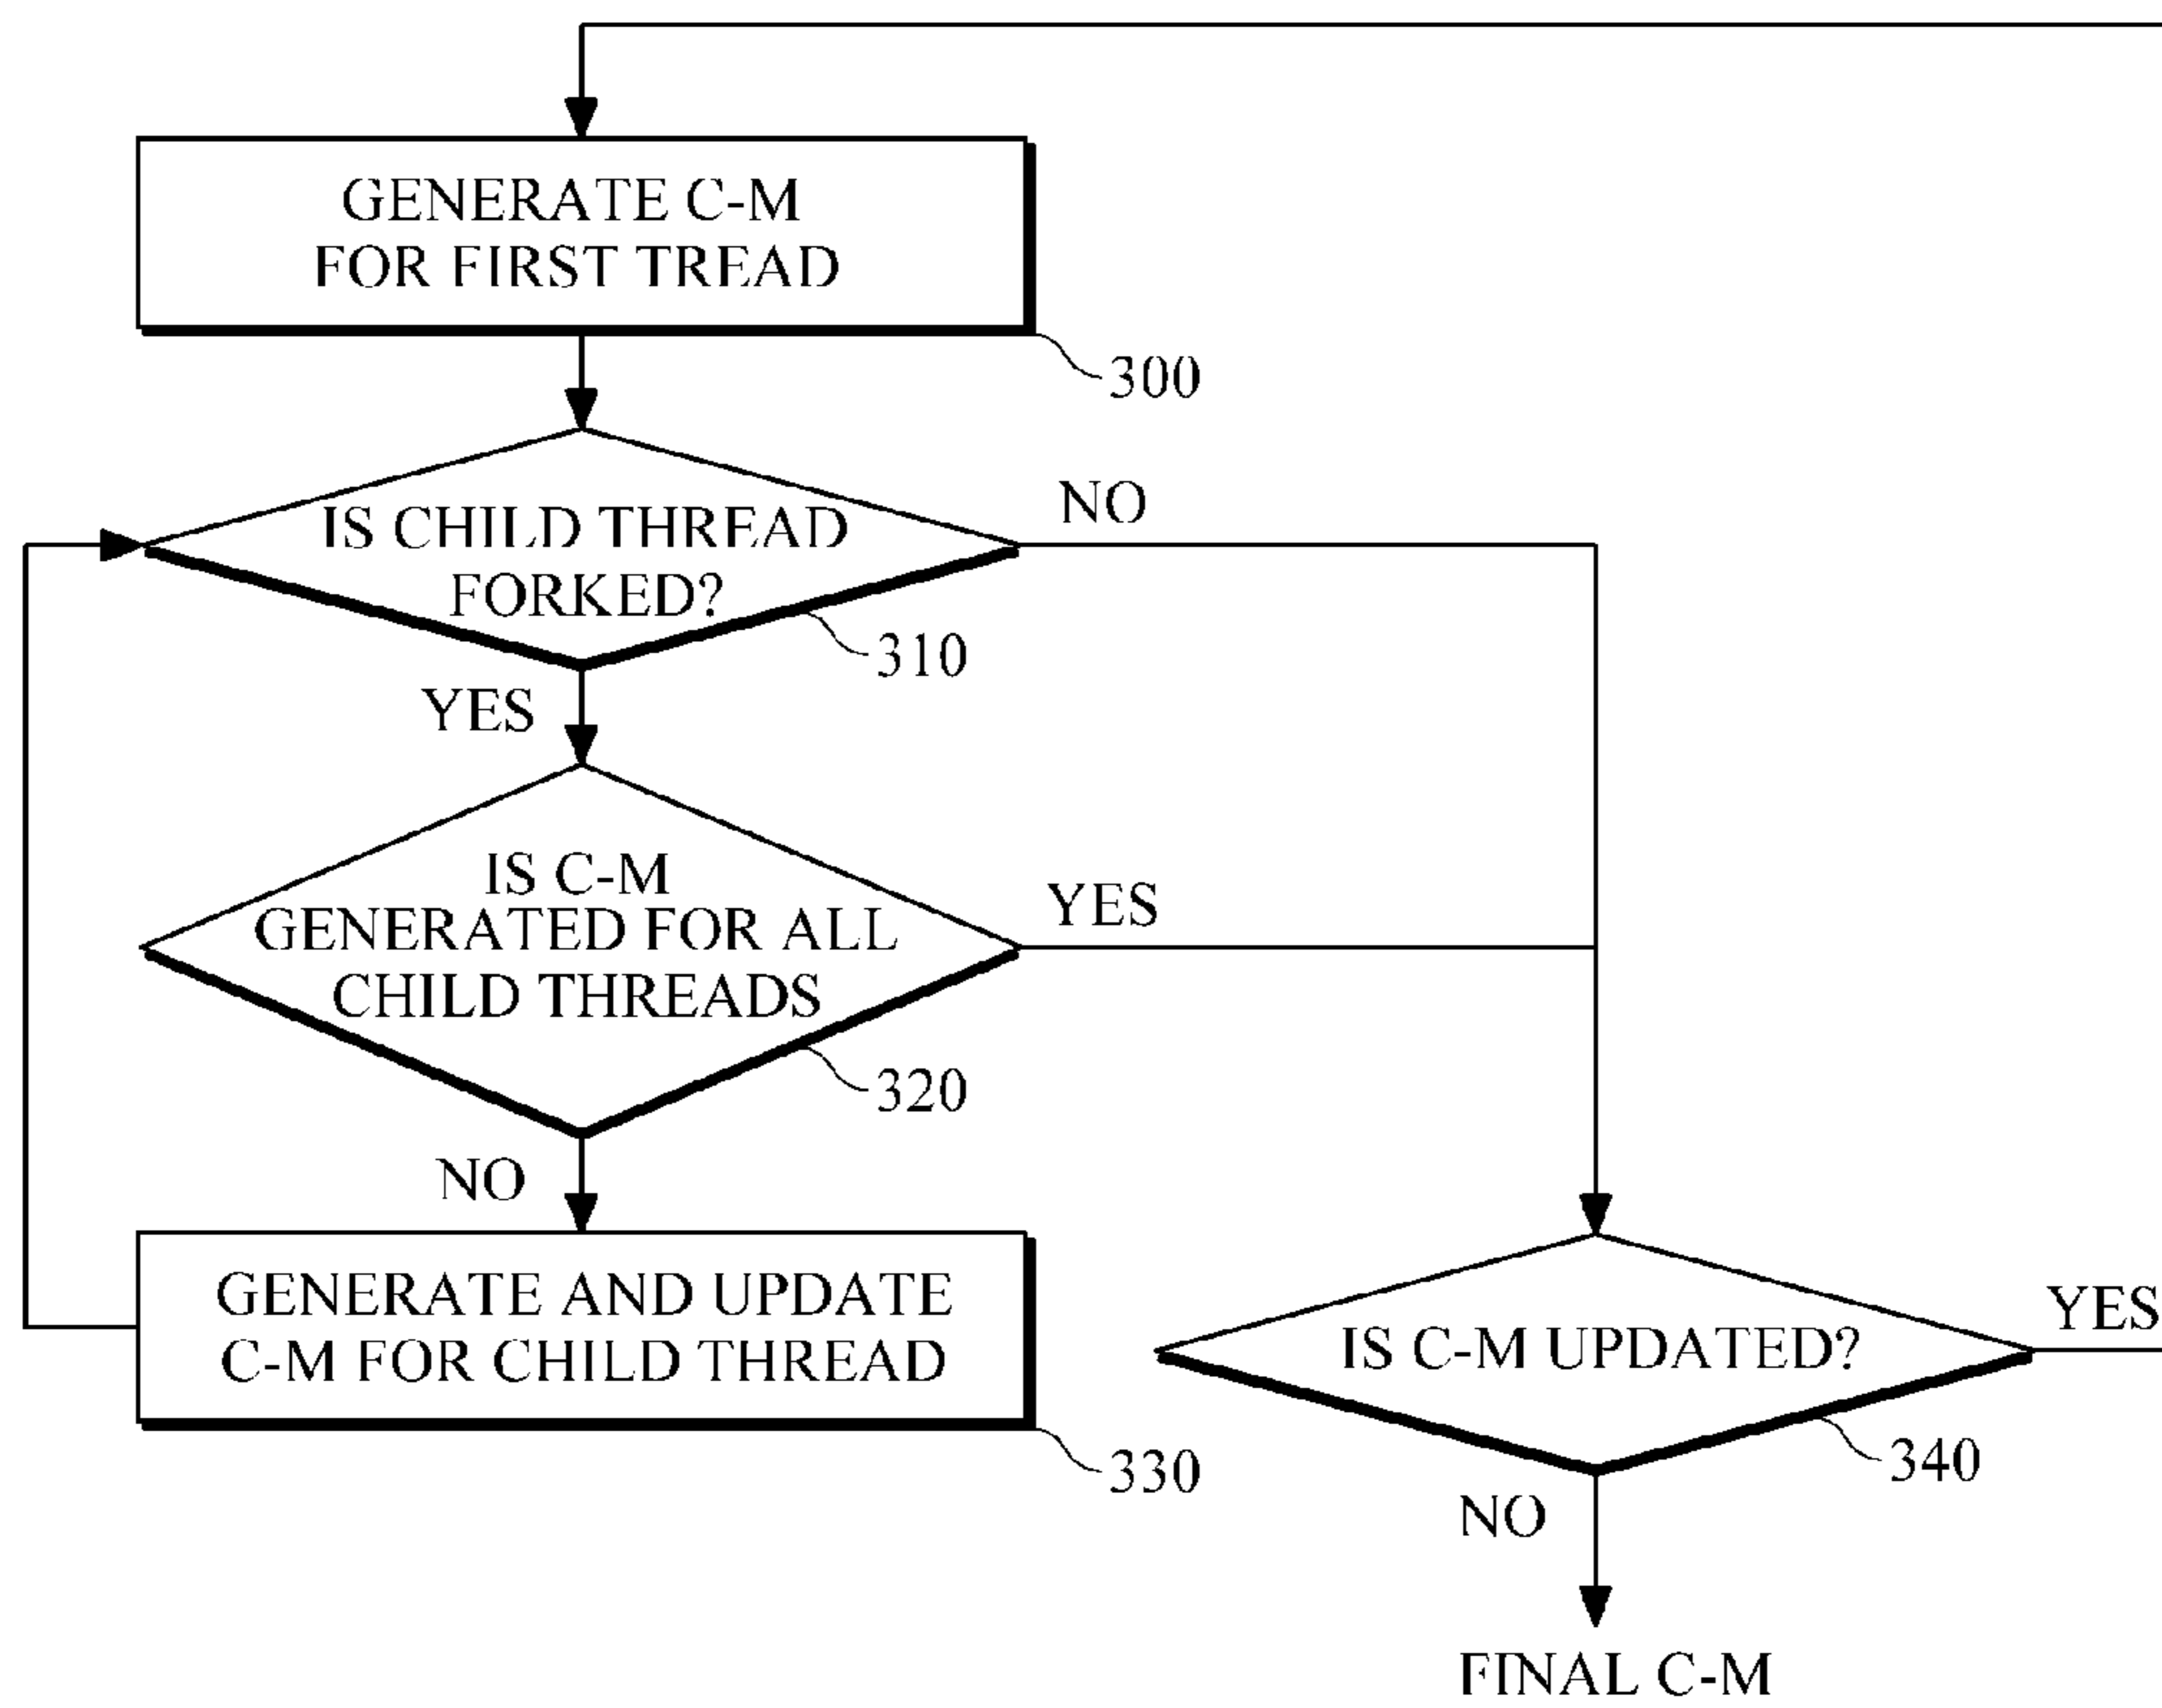 GENERATE C-M
FOR FIRST TREAD
300
IS CHILD THREAD
FORKED?
NO
310
YES
IS C-M
GENERATED FOR ALL
CHILD THREADS
YES
320
NO
GENERATE AND UPDATE
C-M FOR CHILD THREAD
330
IS C-M UPDATED?
YES
340
NO
FINAL C-M